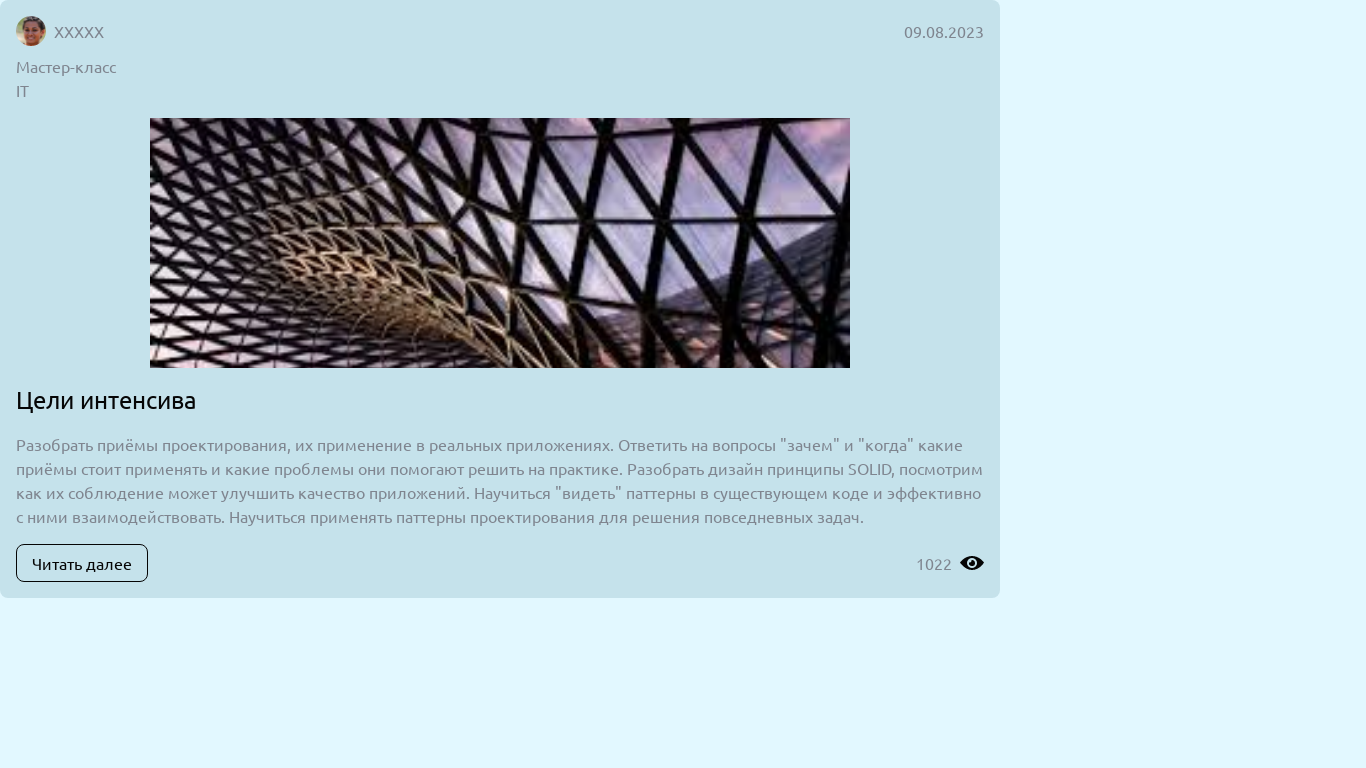 XXXXX
09.08.2023
Мастер-класс
IT
Цели интенсива
Разобрать приёмы проектирования, их применение в реальных приложениях. Ответить на вопросы "зачем" и "когда" какие
приёмы стоит применять и какие проблемы они помогают решить на практике. Разобрать дизайн принципы SOLID, посмотрим
как их соблюдение может улучшить качество приложений. Научиться "видеть" паттерны в существующем коде и эффективно
с ними взаимодействовать. Научиться применять паттерны проектирования для решения повседневных задач.
Читать далее
1022